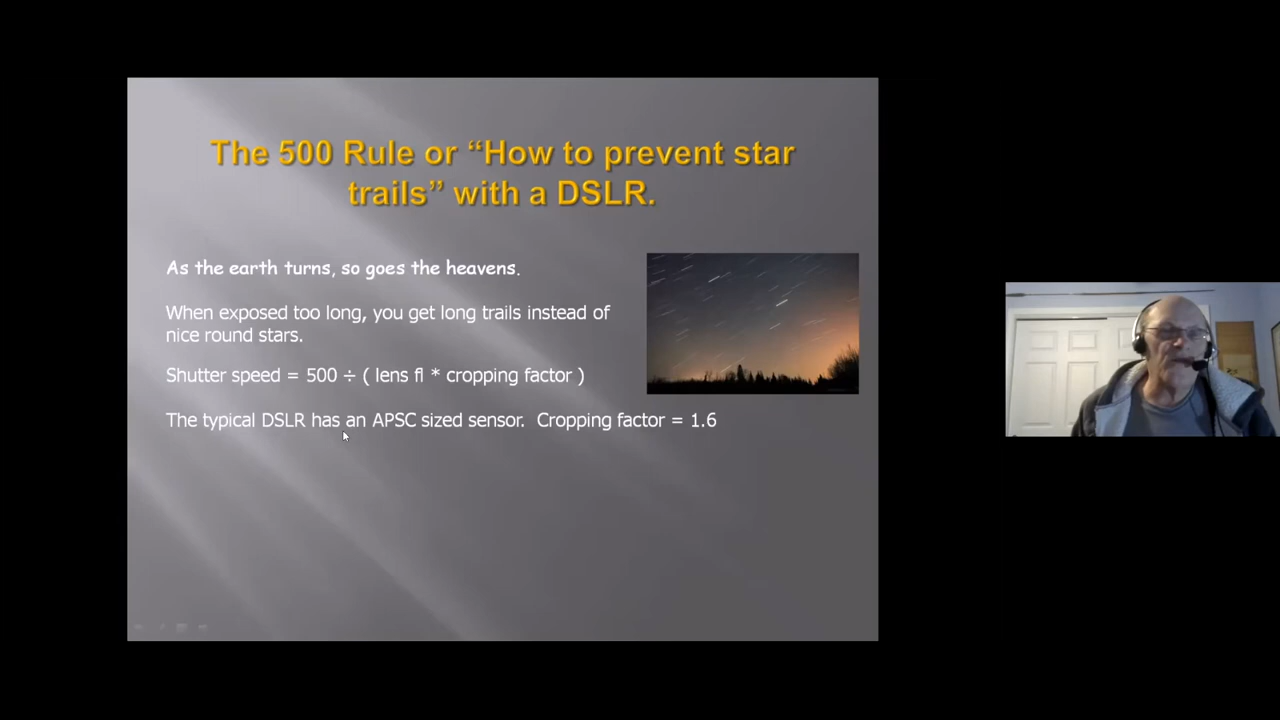 The 500 Rule or “How to prevent star
trails” with a DSLR.
As the earth turns, so goes the heavens.
When exposed too long, you get long trails instead of
nice round stars.
Shutter speed = 500 ÷ ( lens fl * cropping factor )
The typical DSLR has an APSC sized sensor.  Cropping factor = 1.6